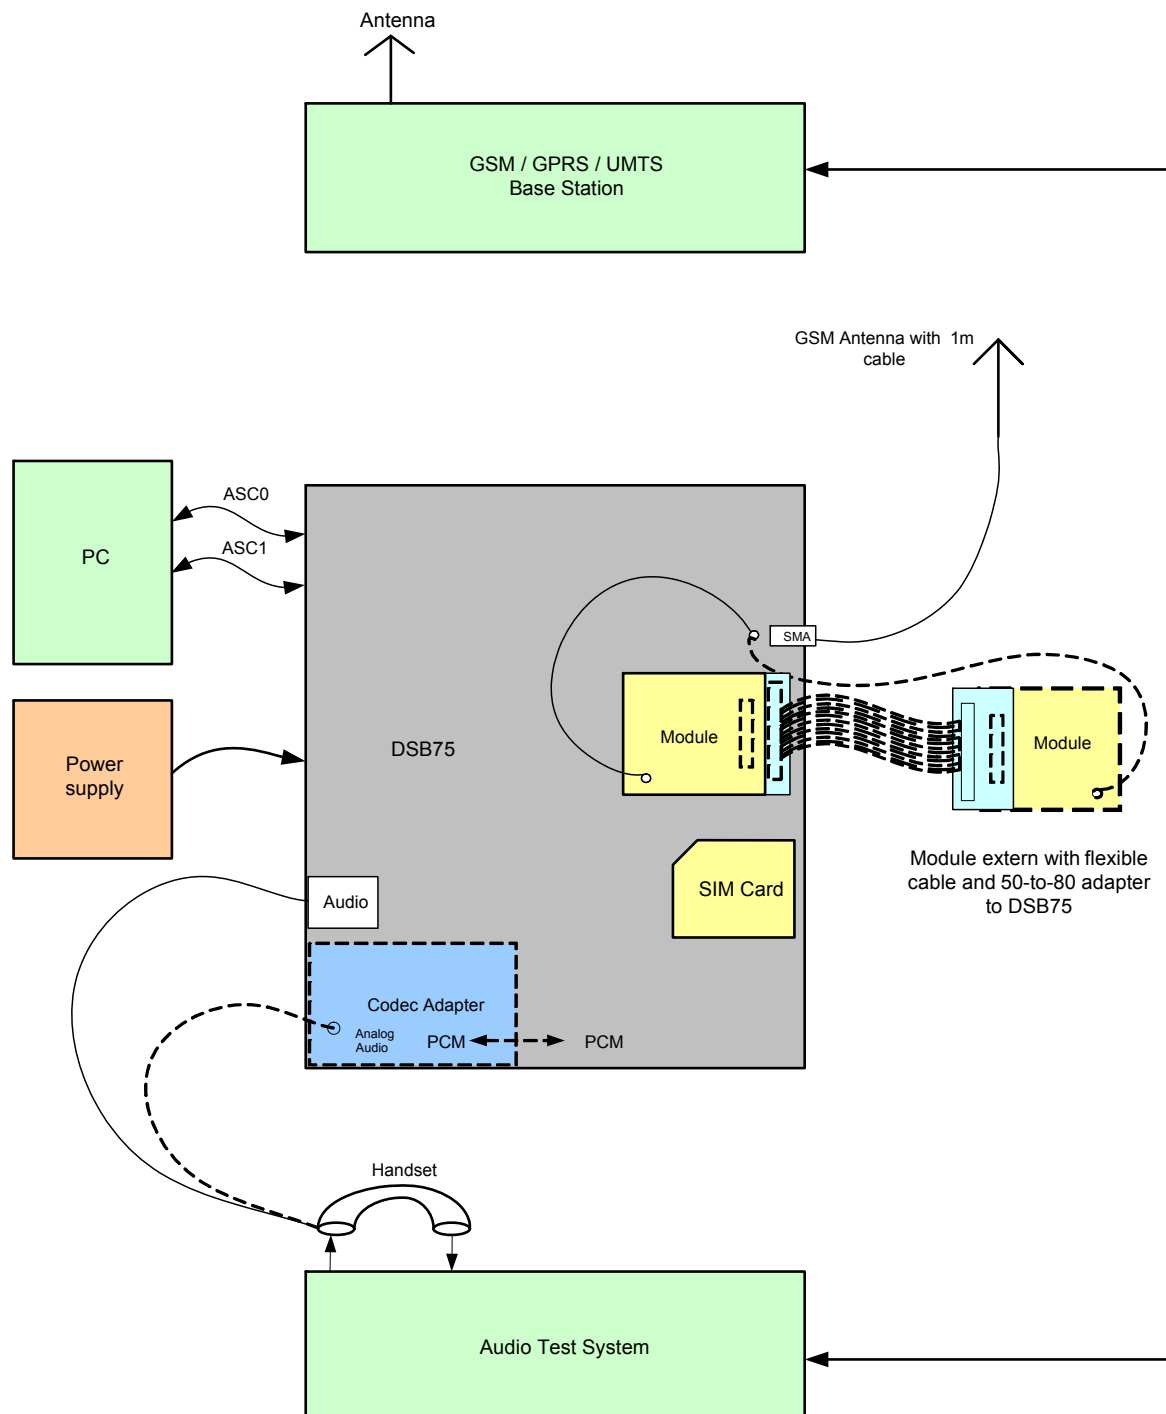 Antenna
GSM / GPRS / UMTS
Base Station
GSM Antenna with 1m
cable
ASC0
ASC1
PC
SMA
Module
Module
DSB75
Power
supply
Module extern with flexible
cable and 50-to-80 adapter
to DSB75
SIM Card
Audio
Codec Adapter
Analog
Audio
PCM
PCM
Handset
Audio Test System